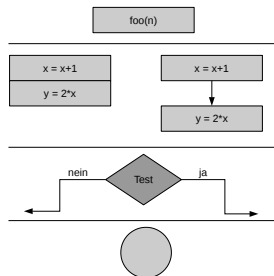 foo(n)
x = x+1
y = 2*x
x = x+1
y = 2*x
nein
Test
ja